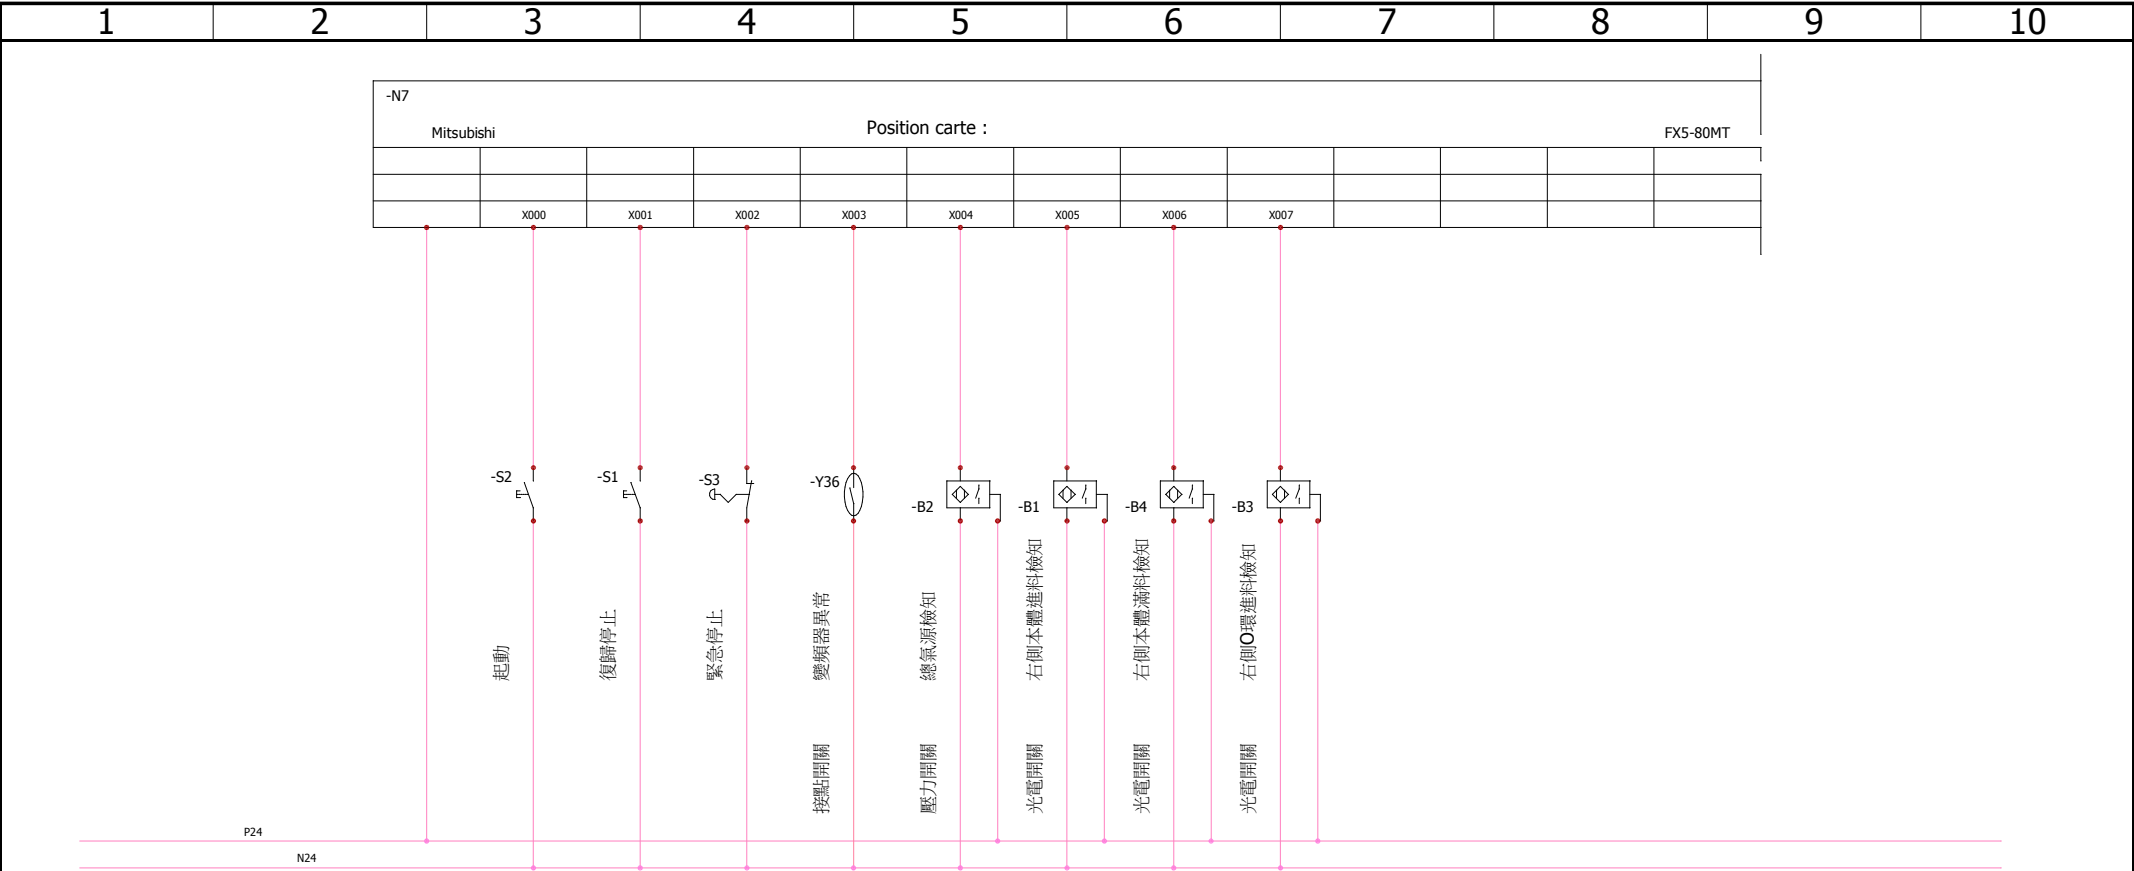 1 2 3 4 5 6 7 8 9 10
-N7
Mitsubishi Position carte : FX5-80MT
X000 X001 X002 X003 X004 X005 X006 X007
-S2 -S1 -S3 -Y36 -B2 -B1 -B4 -B3
起動
復歸停止
緊急停止
變頻器異常
接點開關
總氣源檢知
壓力開關
右側本體進料檢知
光電開關
右側本體滿料檢知
光電開關
右側O環進料檢知
光電開關
P24
N24